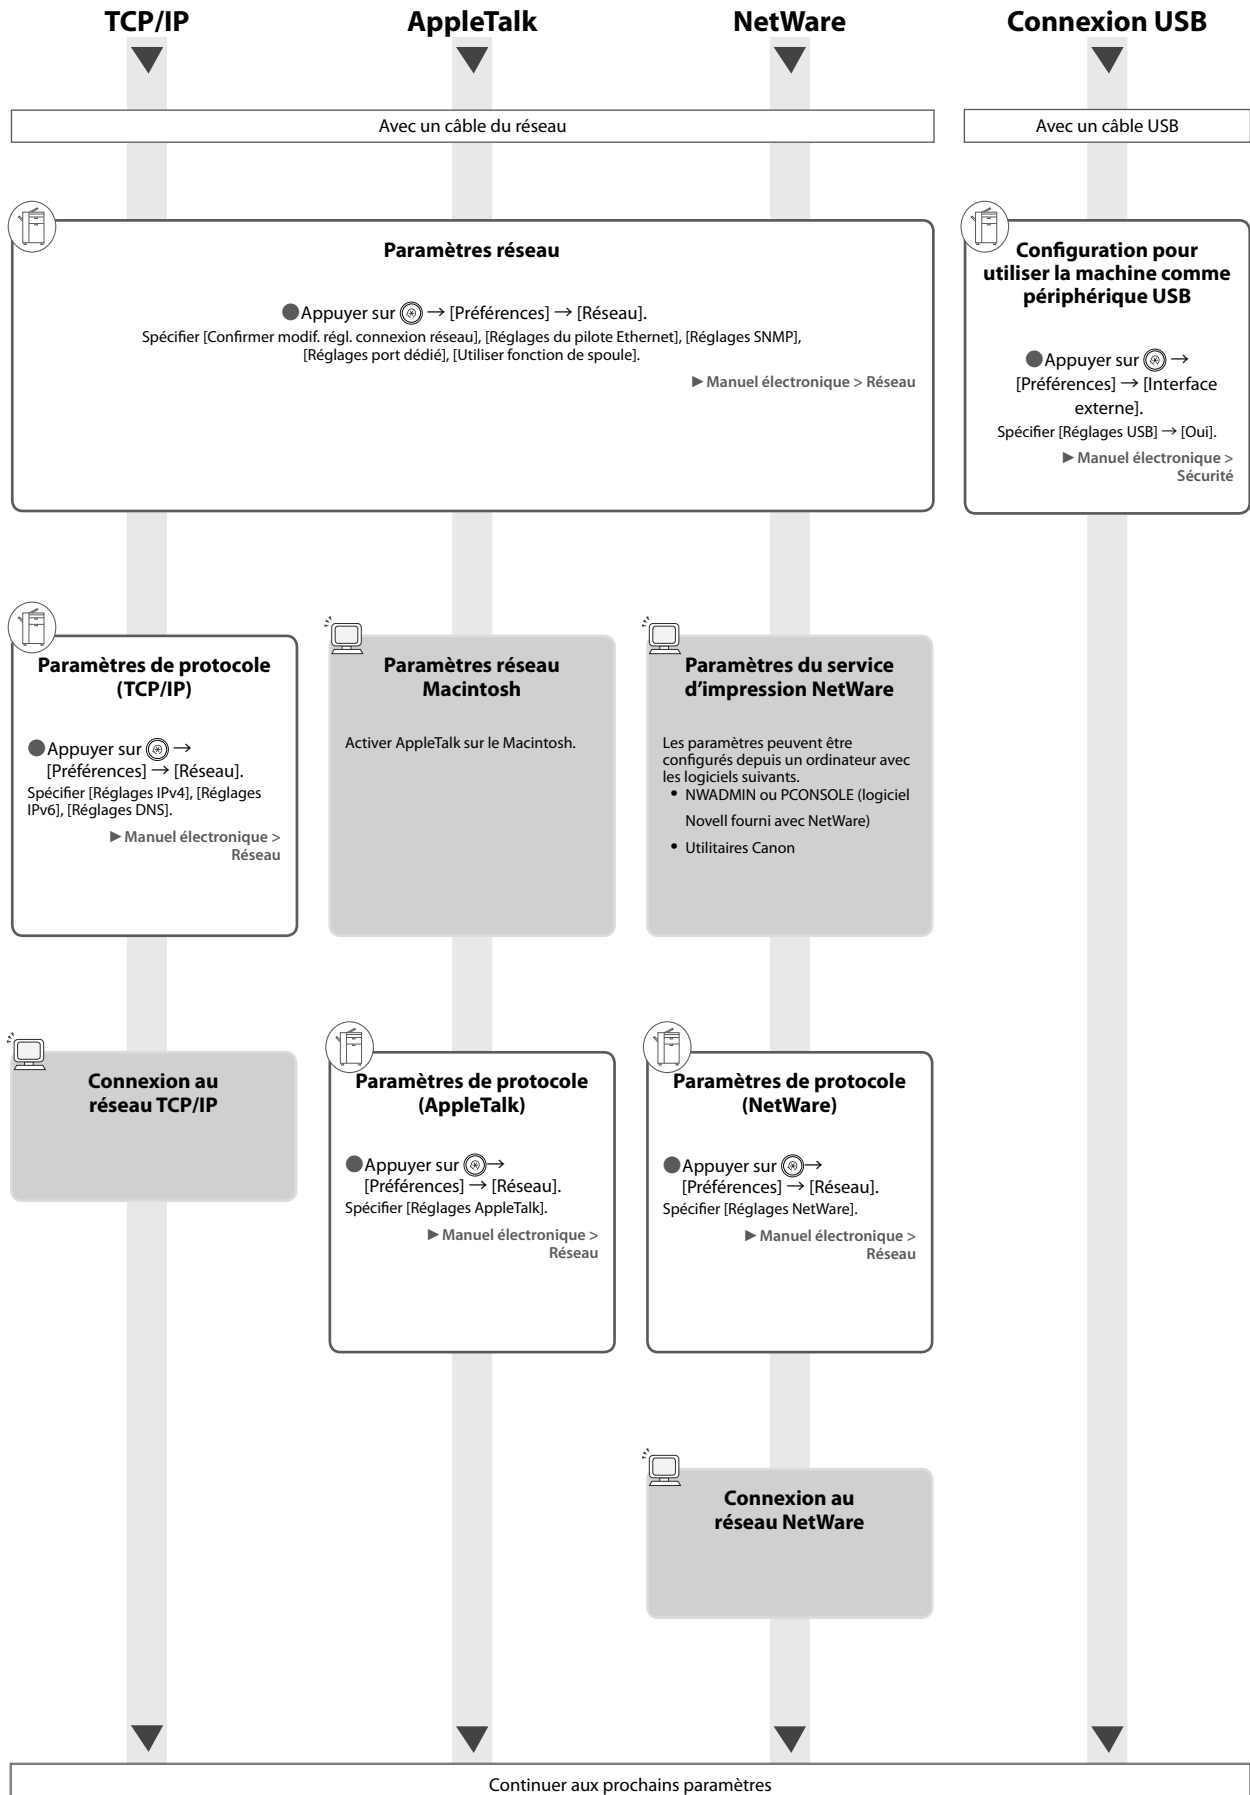 TCP/IP
AppleTalk
NetWare
Connexion USB
Avec un câble du réseau
Avec un câble USB
Paramètres réseau
●Appuyer sur → [Préférences] → [Réseau].
Spécifier [Confirmer modif. régl. connexion réseau], [Réglages du pilote Ethernet], [Réglages SNMP],
[Réglages port dédié], [Utiliser fonction de spoule].
►Manuel électronique > Réseau
Configuration pour
utiliser la machine comme
périphérique USB
●Appuyer sur →
[Préférences] → [Interface
externe].
Spécifier [Réglages USB] → [Oui].
►Manuel électronique >
Sécurité
Paramètres de protocole
(TCP/IP)
●Appuyer sur →
[Préférences] → [Réseau].
Spécifier [Réglages IPv4], [Réglages
IPv6], [Réglages DNS].
►Manuel électronique >
Réseau
Paramètres réseau
Macintosh
Activer AppleTalk sur le Macintosh.
Paramètres du service
d’impression NetWare
Les paramètres peuvent être
configurés depuis un ordinateur avec
les logiciels suivants.
• NWADMIN ou PCONSOLE (logiciel
Novell fourni avec NetWare)
• Utilitaires Canon
Connexion au
réseau TCP/IP
Paramètres de protocole
(AppleTalk)
●Appuyer sur →
[Préférences] → [Réseau].
Spécifier [Réglages AppleTalk].
►Manuel électronique >
Réseau
Paramètres de protocole
(NetWare)
●Appuyer sur →
[Préférences] → [Réseau].
Spécifier [Réglages NetWare].
►Manuel électronique >
Réseau
Connexion au
réseau NetWare
Continuer aux prochains paramètres